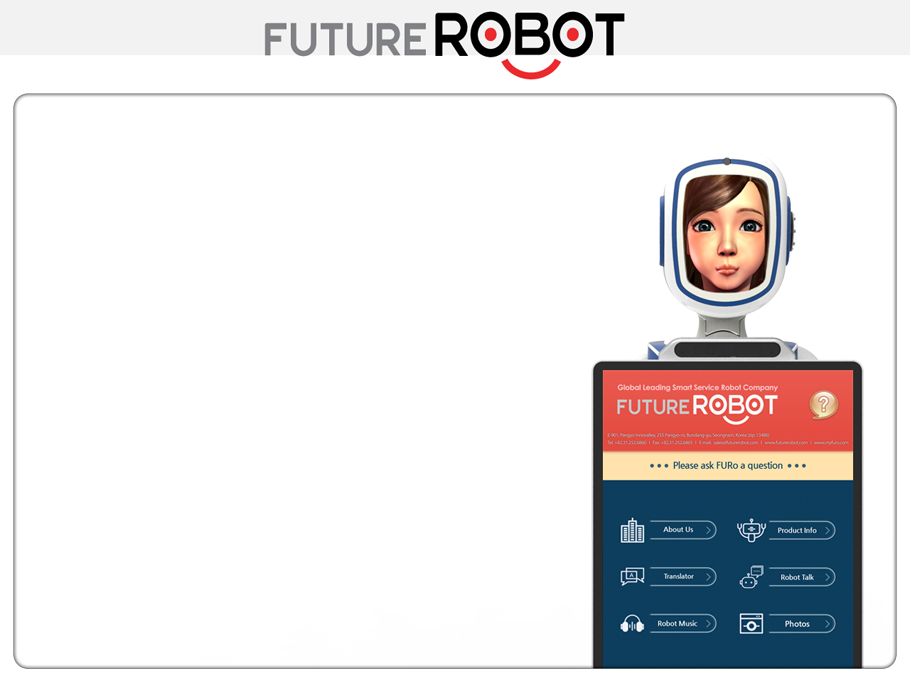 FUTURE ROBOT
Global Leading Smart Service Robot Company
FUTURE ROBOT
?
••• Please ask FURo a question •••
About Us
Product Info
A
Translator
Robot Talk
Robot Music
Photos